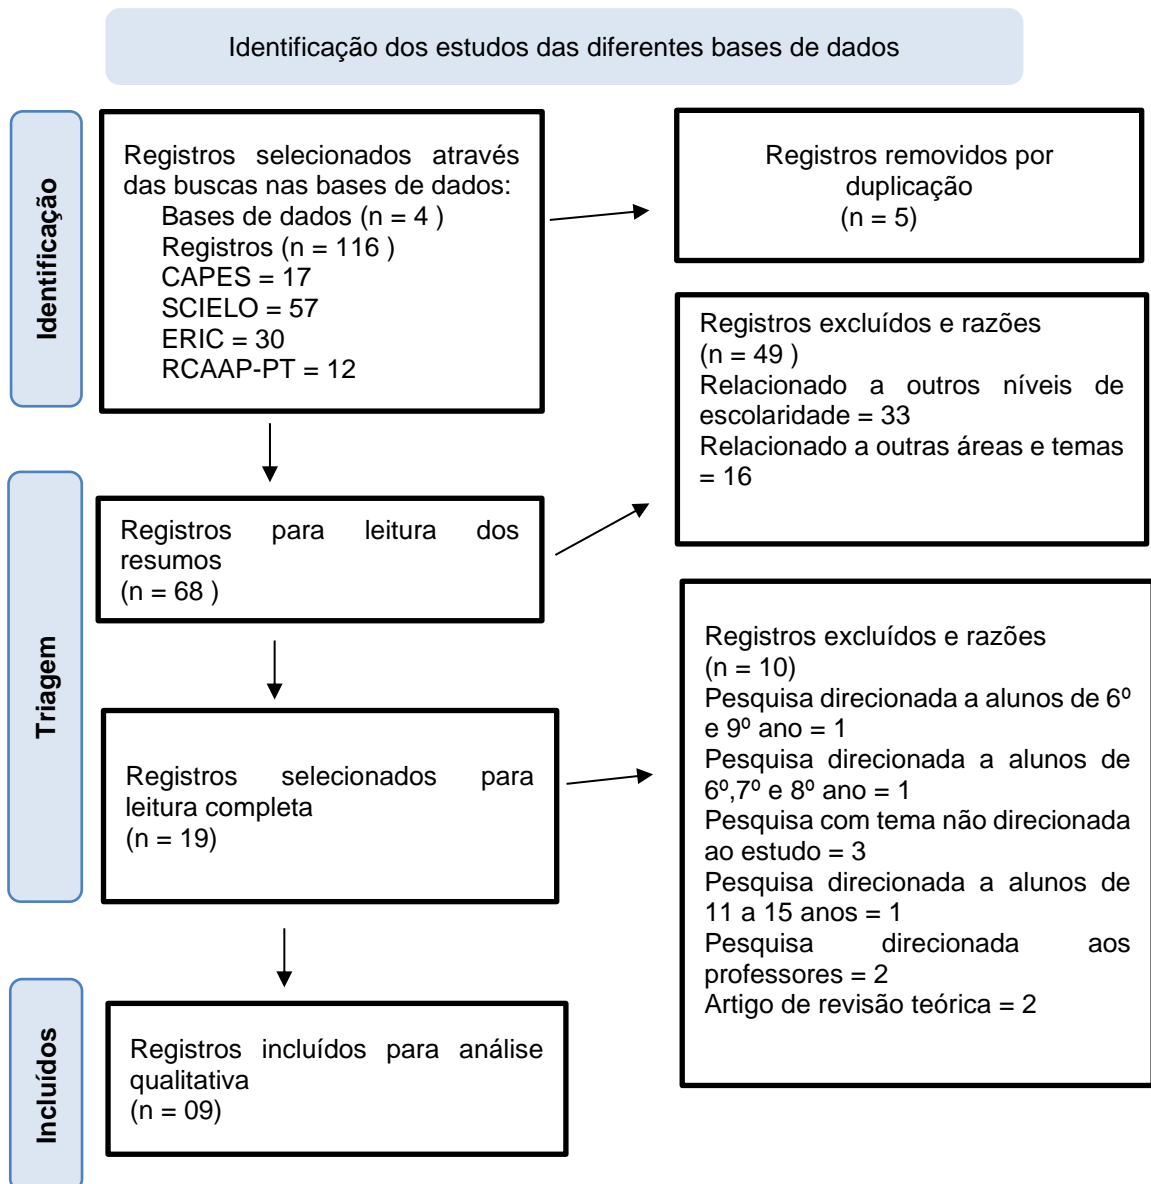 Identificação dos estudos das diferentes bases de dados
Identificação
Registros selecionados através
das buscas nas bases de dados:
Bases de dados (n = 4 )
Registros (n = 116 )
CAPES = 17
SCIELO = 57
ERIC = 30
RCAAP-PT = 12
Registros removidos por
duplicação
(n = 5)
Registros excluídos e razões
(n = 49 )
Relacionado a outros níveis de
escolaridade = 33
Relacionado a outras áreas e temas
= 16
Triagem
Registros para leitura dos
resumos
(n = 68 )
Registros selecionados para
leitura completa
(n = 19)
Registros excluídos e razões
(n = 10)
Pesquisa direcionada a alunos de 6º
e 9º ano = 1
Pesquisa direcionada a alunos de
6º,7º e 8º ano = 1
Pesquisa com tema não direcionada
ao estudo = 3
Pesquisa direcionada a alunos de
11 a 15 anos = 1
Pesquisa direcionada aos
professores = 2
Artigo de revisão teórica = 2
Incluídos
Registros incluídos para análise
qualitativa
(n = 09)